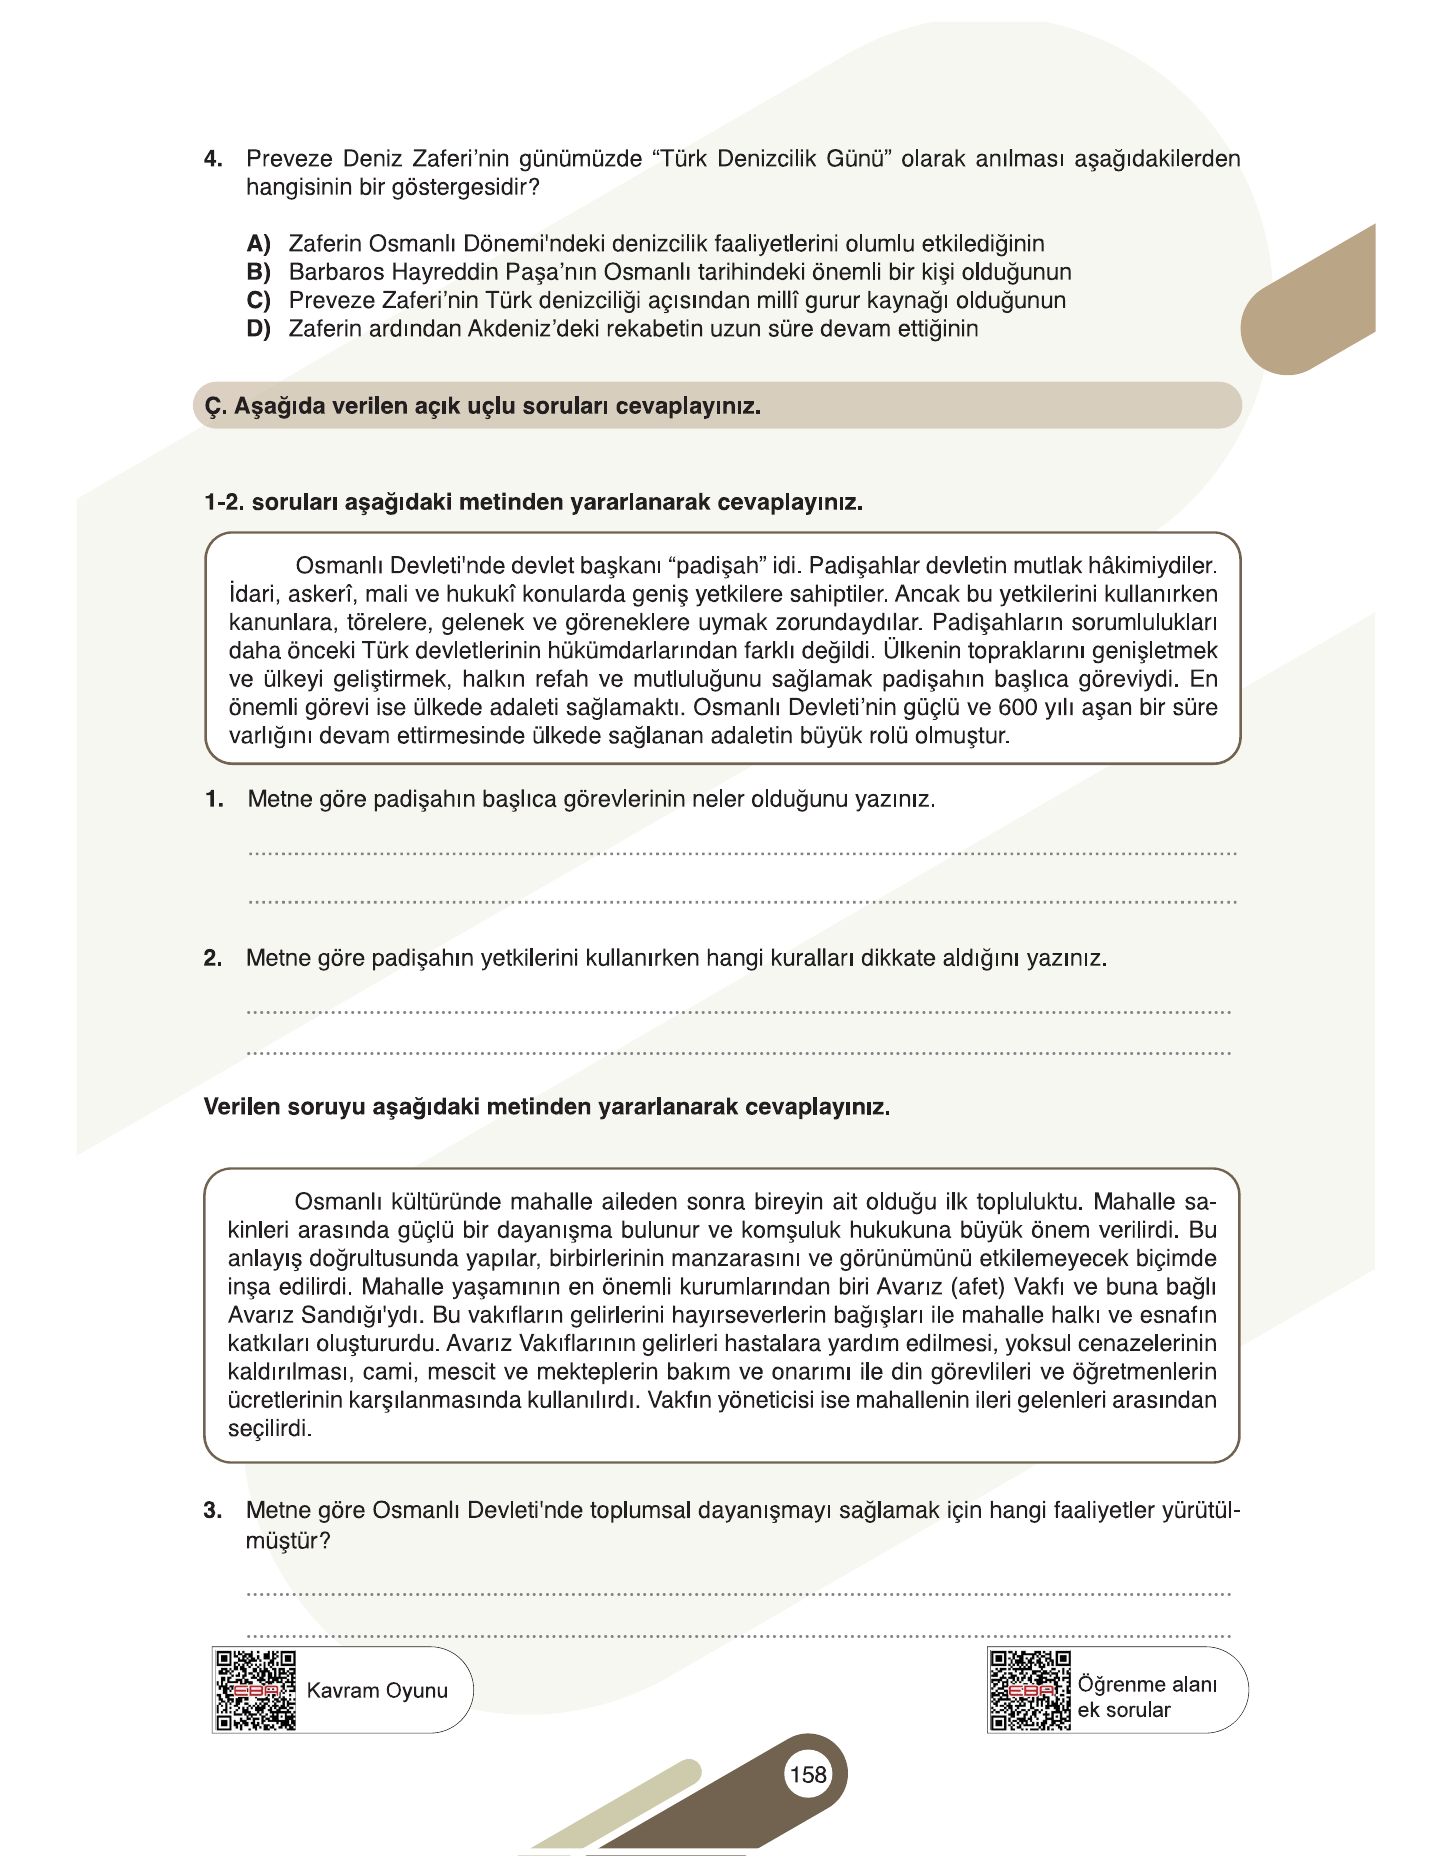 4. Preveze Deniz Zaferi’nin günümüzde “Türk Denizcilik Günü” olarak anılması aşağıdakilerden
hangisinin bir göstergesidir?
A) Zaferin Osmanlı Dönemi'ndeki denizcilik faaliyetlerini olumlu etkilediğinin
B) Barbaros Hayreddin Paşa’nın Osmanlı tarihindeki önemli bir kişi olduğunun
C) Preveze Zaferi’nin Türk denizciliği açısından millî gurur kaynağı olduğunun
D) Zaferin ardından Akdeniz’deki rekabetin uzun süre devam ettiğinin
Ç. Aşağıda verilen açık uçlu soruları cevaplayınız.
1-2. soruları aşağıdaki metinden yararlanarak cevaplayınız.
Osmanlı Devleti'nde devlet başkanı “padişah” idi. Padişahlar devletin mutlak hâkimiydiler.
İdari, askerî, mali ve hukukî konularda geniş yetkilere sahiptiler. Ancak bu yetkilerini kullanırken
kanunlara, törelere, gelenek ve göreneklere uymak zorundaydılar. Padişahların sorumlulukları
daha önceki Türk devletlerinin hükümdarlarından farklı değildi. Ülkenin topraklarını genişletmek
ve ülkeyi geliştirmek, halkın refah ve mutluluğunu sağlamak padişahın başlıca göreviydi. En
önemli görevi ise ülkede adaleti sağlamaktı. Osmanlı Devleti’nin güçlü ve 600 yılı aşan bir süre
varlığını devam ettirmesinde ülkede sağlanan adaletin büyük rolü olmuştur.
1. Metne göre padişahın başlıca görevlerinin neler olduğunu yazınız.
2. Metne göre padişahın yetkilerini kullanırken hangi kuralları dikkate aldığını yazınız.
Verilen soruyu aşağıdaki metinden yararlanarak cevaplayınız.
Osmanlı kültüründe mahalle aileden sonra bireyin ait olduğu ilk topluluktu. Mahalle sa-
kinleri arasında güçlü bir dayanışma bulunur ve komşuluk hukukuna büyük önem verilirdi. Bu
anlayış doğrultusunda yapılar, birbirlerinin manzarasını ve görünümünü etkilemeyecek biçimde
inşa edilirdi. Mahalle yaşamının en önemli kurumlarından biri Avarız (afet) Vakfı ve buna bağlı
Avarız Sandığı'ydı. Bu vakıfların gelirlerini hayırseverlerin bağışları ile mahalle halkı ve esnafın
katkıları oluştururdu. Avarız Vakıflarının gelirleri hastalara yardım edilmesi, yoksul cenazelerinin
kaldırılması, cami, mescit ve mekteplerin bakım ve onarımı ile din görevlileri ve öğretmenlerin
ücretlerinin karşılanmasında kullanılırdı. Vakfın yöneticisi ise mahallenin ileri gelenleri arasından
seçilirdi.
3. Metne göre Osmanlı Devleti'nde toplumsal dayanışmayı sağlamak için hangi faaliyetler yürütül-
müştür?
EBA
Kavram Oyunu
EBA
Öğrenme alanı
ek sorular
158